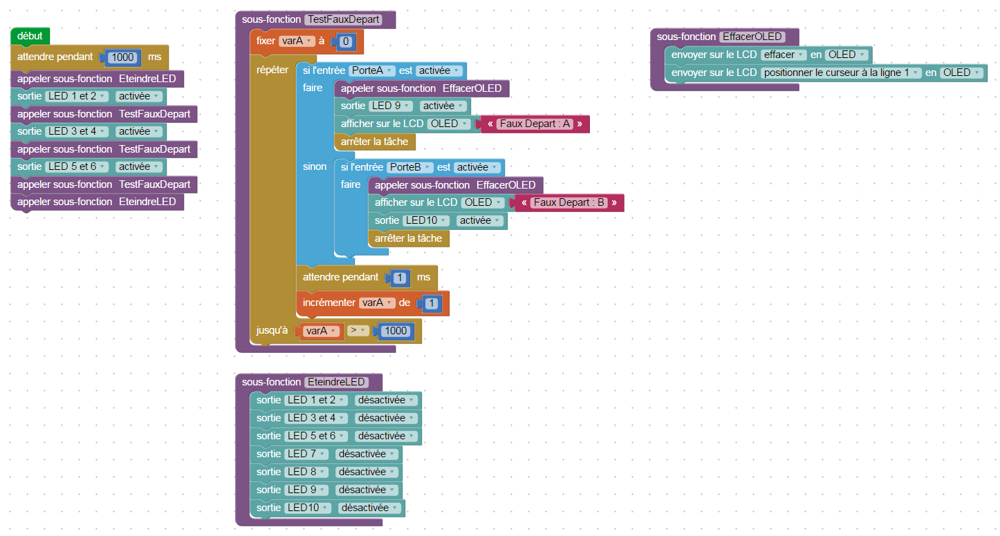 début
attendre pendant 1000 ms
appeler sous-fonction EteindreLED
sortie LED 1 et 2 activée
appeler sous-fonction TestFauxDepart
sortie LED 3 et 4 activée
appeler sous-fonction TestFauxDepart
sortie LED 5 et 6 activée
appeler sous-fonction TestFauxDepart
appeler sous-fonction EteindreLED
sous-fonction TestFauxDepart
fixer varA à 0
répéter si l'entrée PorteA est activée
faire appeler sous-fonction EffacerOLED
sortie LED 9 activée
afficher sur le LCD OLED « Faux Depart : A »
arrêter la tâche
sinon si l'entrée PorteB est activée
faire appeler sous-fonction EffacerOLED
afficher sur le LCD OLED « Faux Depart : B »
sortie LED10 activée
arrêter la tâche
attendre pendant 1 ms
incrémenter varA de 1
jusqu'à varA > 1000
sous-fonction EteindreLED
sortie LED 1 et 2 désactivée
sortie LED 3 et 4 désactivée
sortie LED 5 et 6 désactivée
sortie LED 7 désactivée
sortie LED 8 désactivée
sortie LED 9 désactivée
sortie LED10 désactivée
sous-fonction EffacerOLED
envoyer sur le LCD effacer en OLED
envoyer sur le LCD positionner le curseur à la ligne 1 en OLED